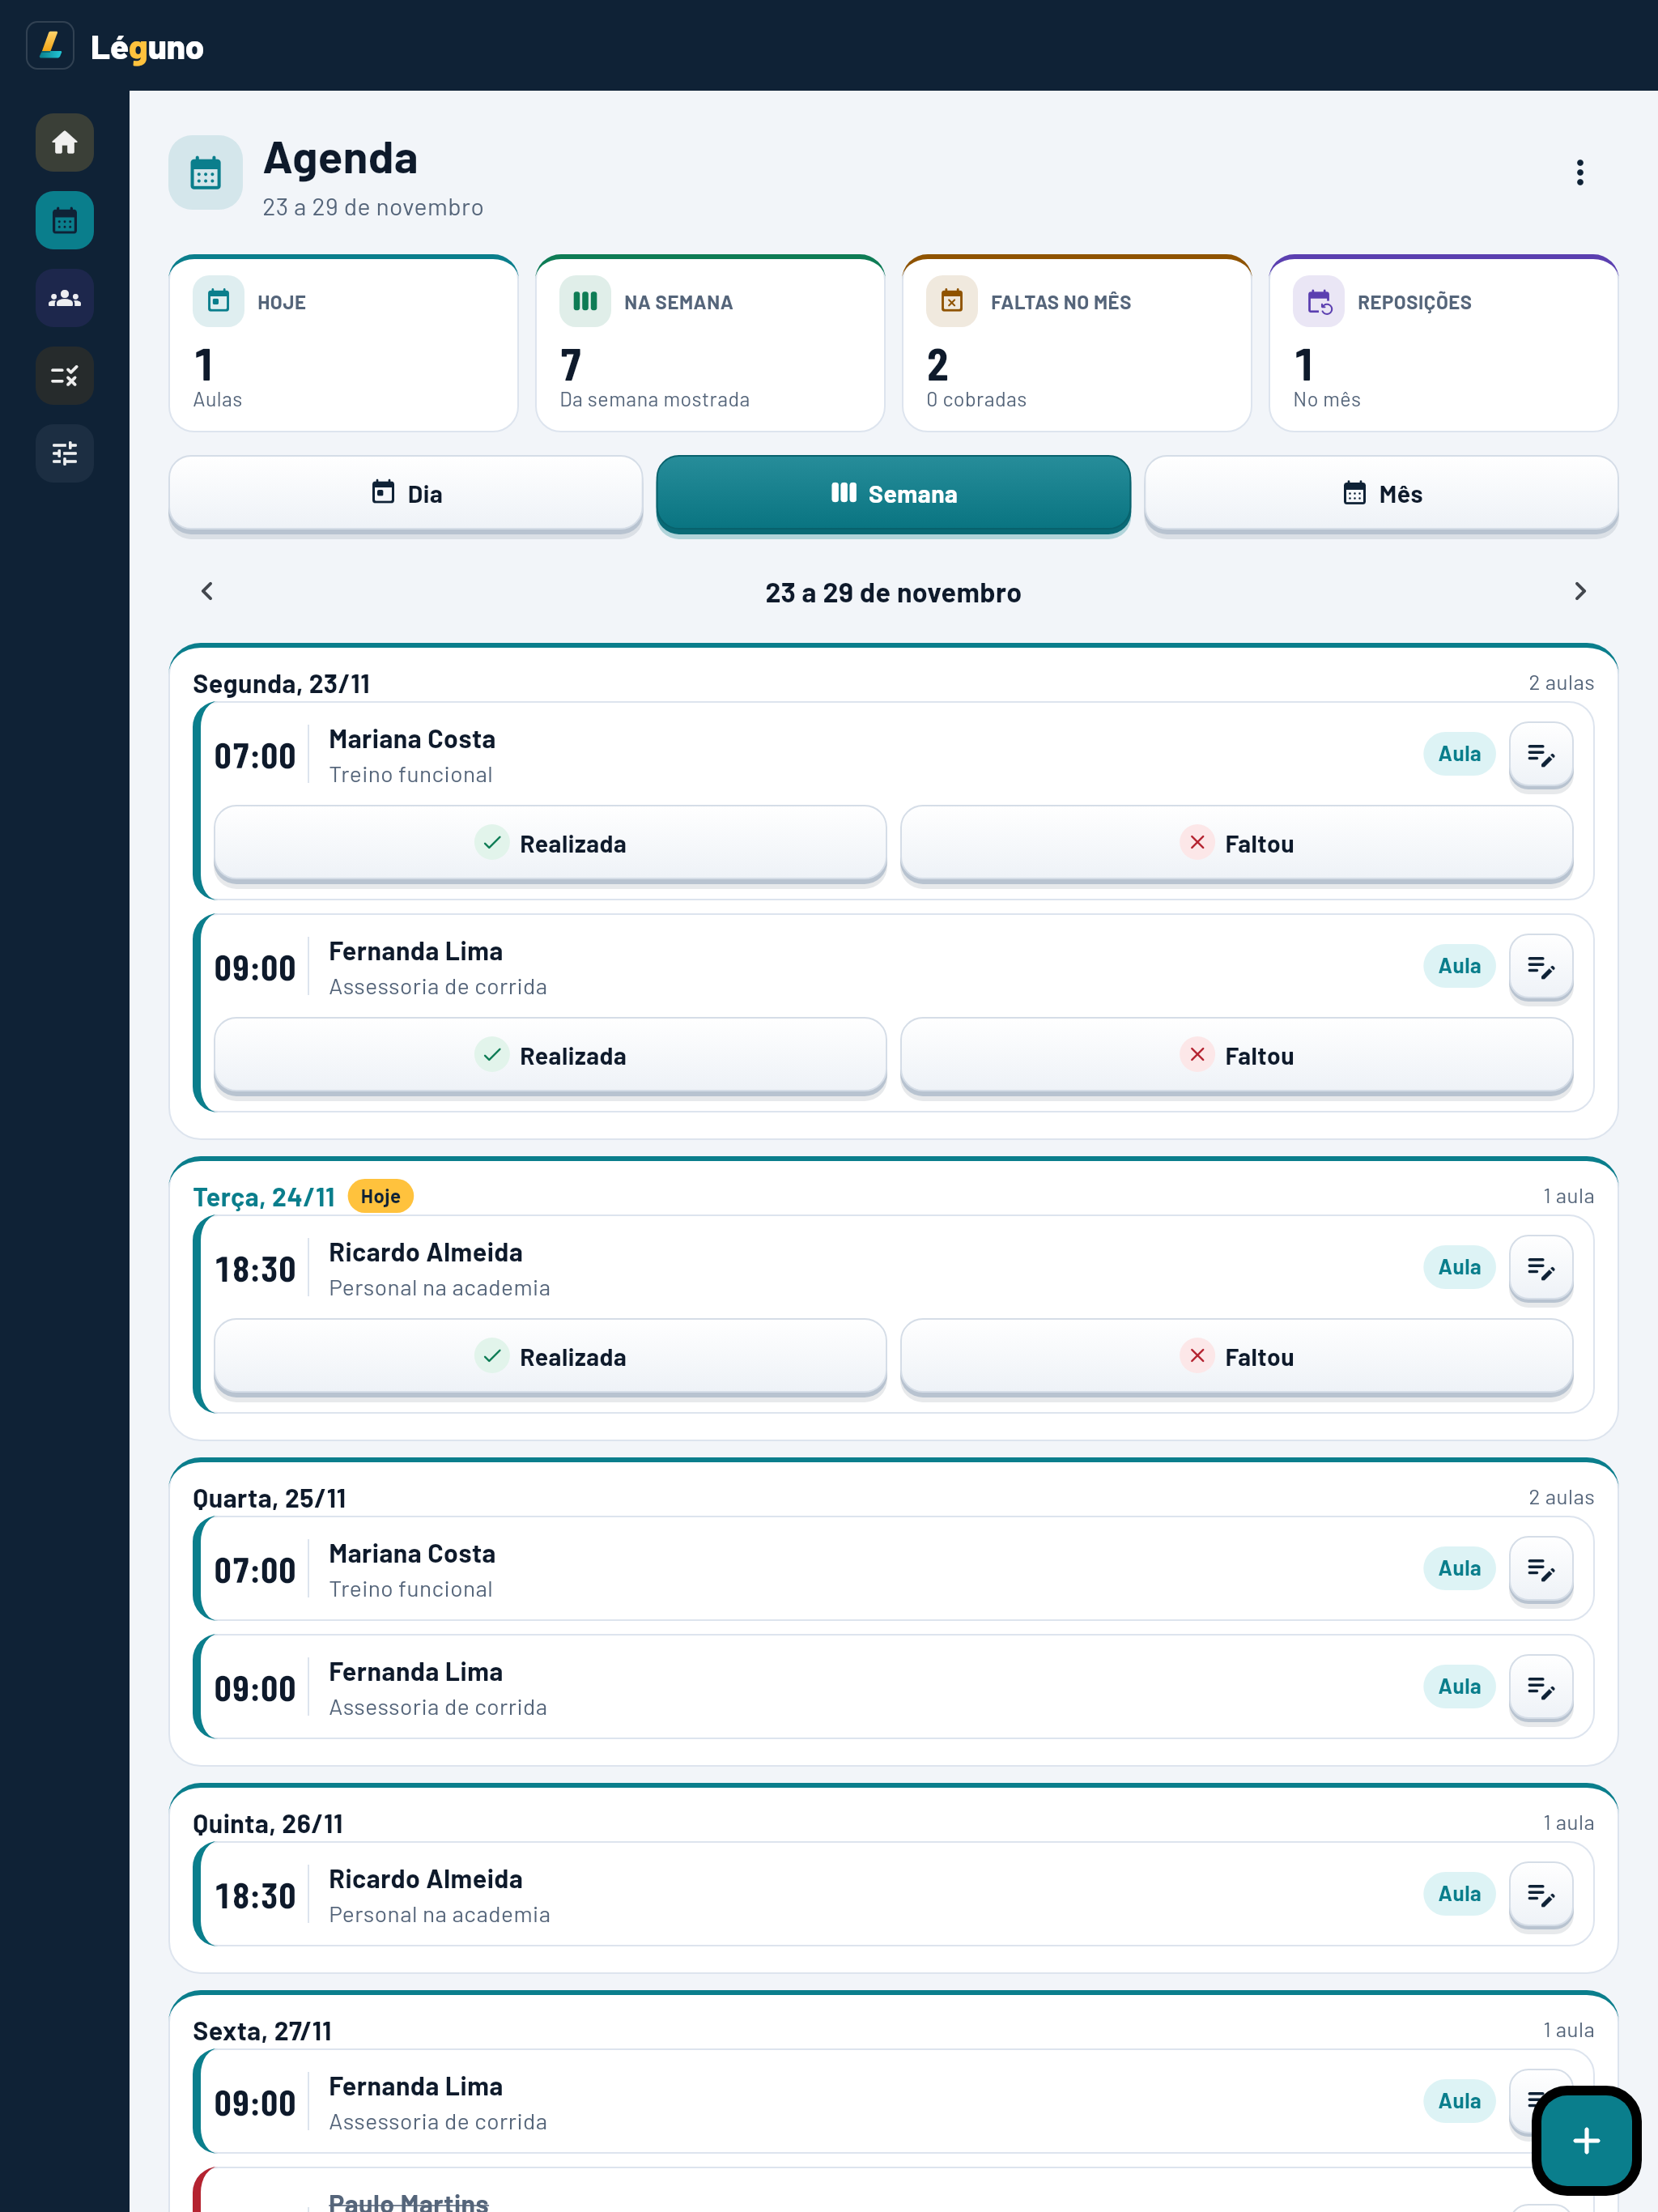 Léguno
Agenda
23 a 29 de novembro
HOJE
1
Aulas
NA SEMANA
7
Da semana mostrada
FALTAS NO MÊS
2
0 cobradas
REPOSIÇÕES
1
No mês
Dia
Semana
Mês
23 a 29 de novembro
Segunda, 23/11
2 aulas
07:00
Mariana Costa
Treino funcional
Aula
Realizada
Faltou
09:00
Fernanda Lima
Assessoria de corrida
Aula
Realizada
Faltou
Terça, 24/11
Hoje
1 aula
18:30
Ricardo Almeida
Personal na academia
Aula
Realizada
Faltou
Quarta, 25/11
2 aulas
07:00
Mariana Costa
Treino funcional
Aula
09:00
Fernanda Lima
Assessoria de corrida
Aula
Quinta, 26/11
1 aula
18:30
Ricardo Almeida
Personal na academia
Aula
Sexta, 27/11
1 aula
09:00
Fernanda Lima
Assessoria de corrida
Aula
Paulo Martins